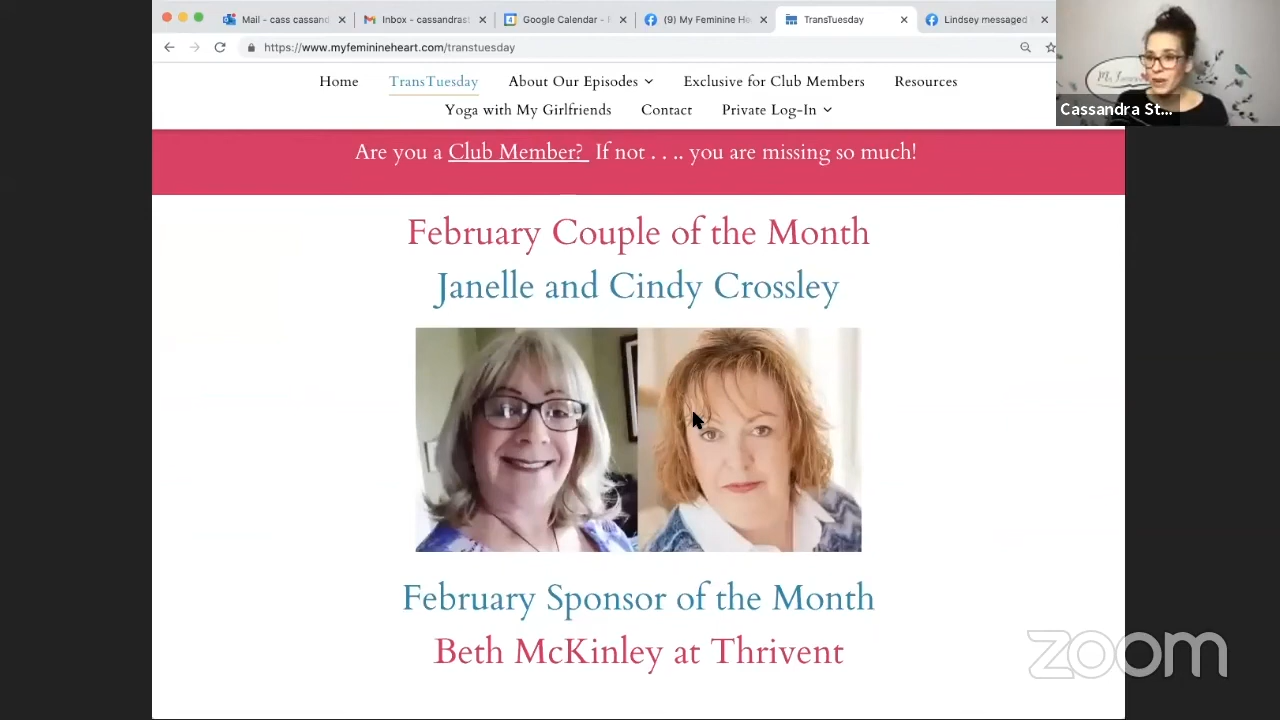 Mail - cass cassand
Inbox - cassandras
Google Calendar -
(9) My Feminine He
TransTuesday
Lindsey messaged
https://www.myfeminineheart.com/transtuesday
Home
TransTuesday
About Our Episodes
Exclusive for Club Members
Resources
Yoga with My Girlfriends
Contact
Private Log-In
Cassandra St...
Are you a Club Member? If not . . .. you are missing so much!
February Couple of the Month
Janelle and Cindy Crossley
February Sponsor of the Month
Beth McKinley at Thrivent
zoom